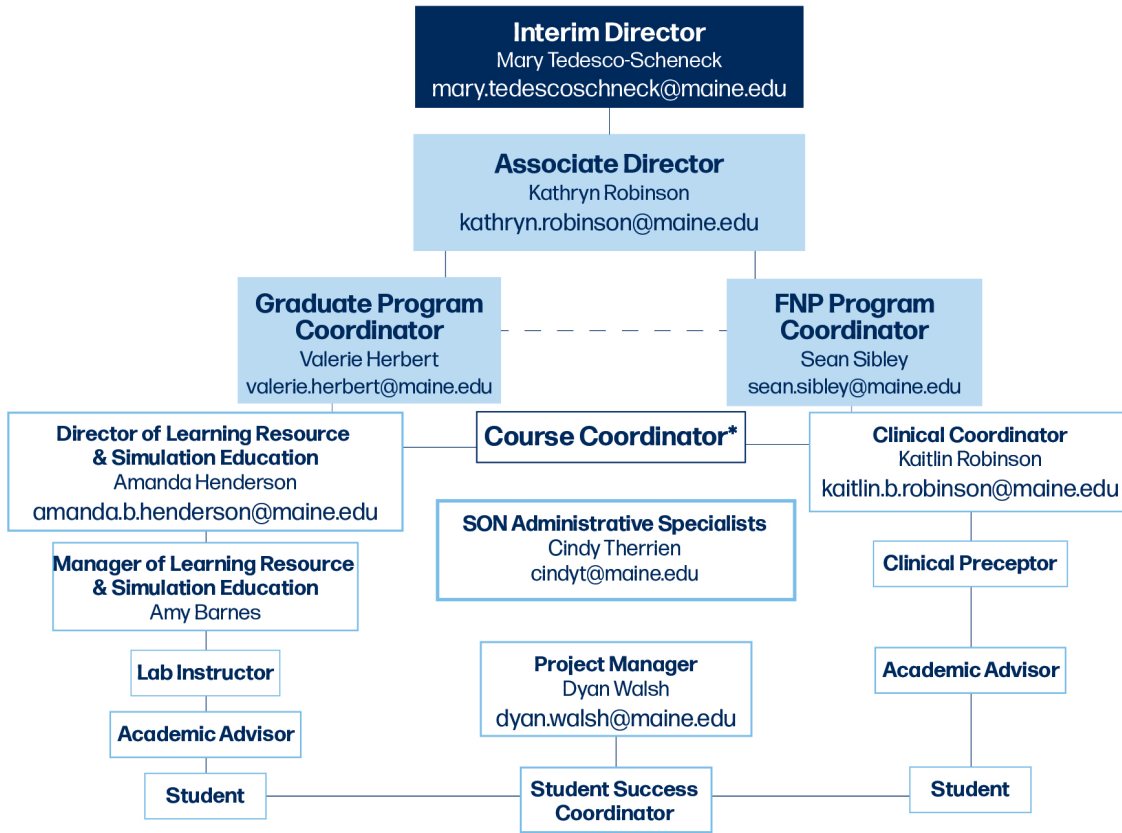 Interim Director
Mary Tedesco-Scheneck
mary.tedescoschneck@maine.edu
Associate Director
Kathryn Robinson
kathryn.robinson@maine.edu
Graduate Program
Coordinator
Valerie Herbert
valerie.herbert@maine.edu
FNP Program
Coordinator
Sean Sibley
sean.sibley@maine.edu
Director of Learning Resource
& Simulation Education
Amanda Henderson
amanda.b.henderson@maine.edu
Course Coordinator*
Clinical Coordinator
Kaitlin Robinson
kaitlin.b.robinson@maine.edu
SON Administrative Specialists
Cindy Therrien
cindyt@maine.edu
Manager of Learning Resource
& Simulation Education
Amy Barnes
Clinical Preceptor
Lab Instructor
Project Manager
Dyan Walsh
dyan.walsh@maine.edu
Academic Advisor
Academic Advisor
Student
Student Success
Coordinator
Student